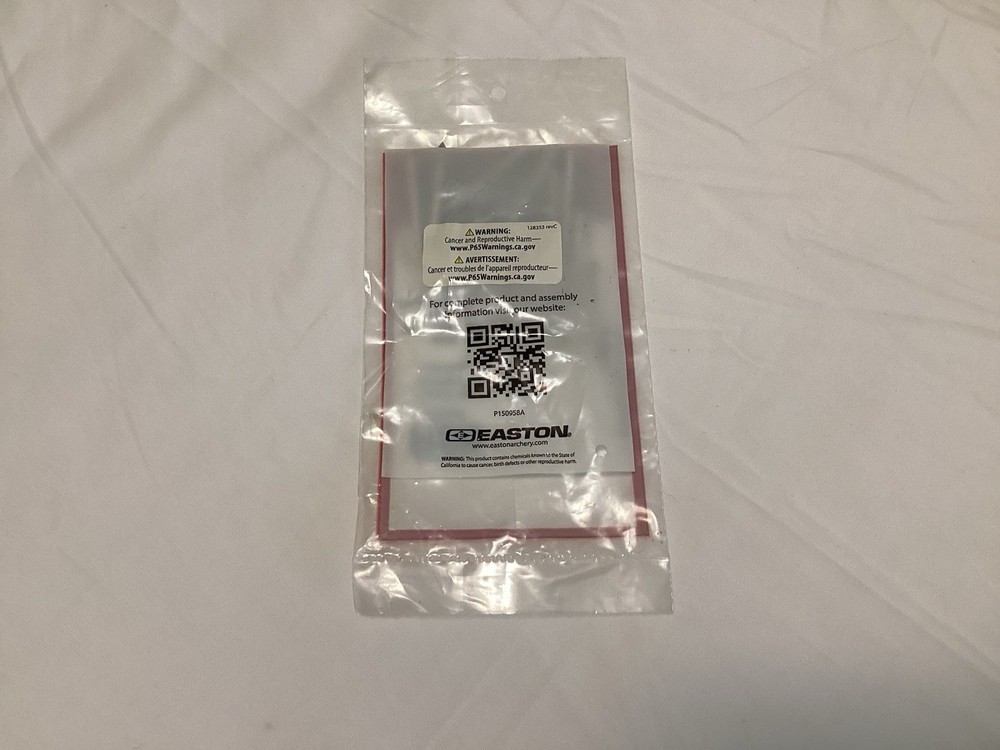 128353 revC
⚠ WARNING:
Cancer and Reproductive Harm—
www.P65Warnings.ca.gov
⚠ AVERTISSEMENT:
Cancer et troubles de l'appareil reproducteur—
www.P65Warnings.ca.gov
For complete product and assembly
information visit our website:
P150958A
EASTON®
www.eastonarchery.com
WARNING: This product contains chemicals known to the State of
California to cause cancer, birth defects or other reproductive harm.